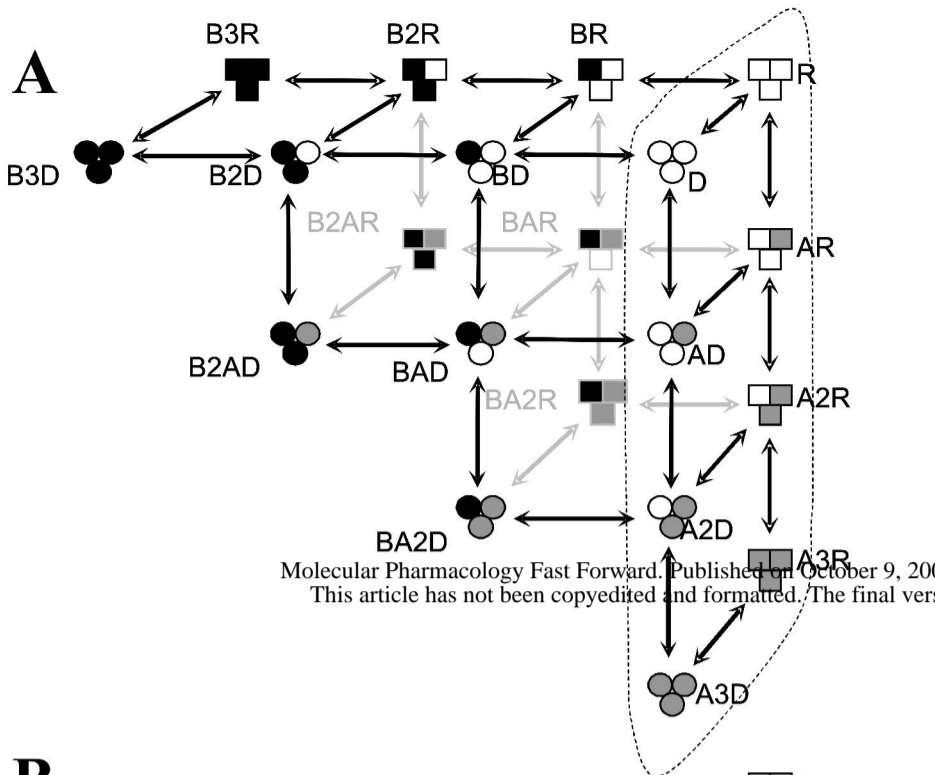 A
B3R B2R BR R
B3D B2D BD D
B2AR BAR AR
B2AD BAD AD
BA2R A2R
BA2D A2D
A3R
Molecular Pharmacology Fast Forward. Published on October 9, 200
This article has not been copyedited and formatted. The final vers
A3D
B